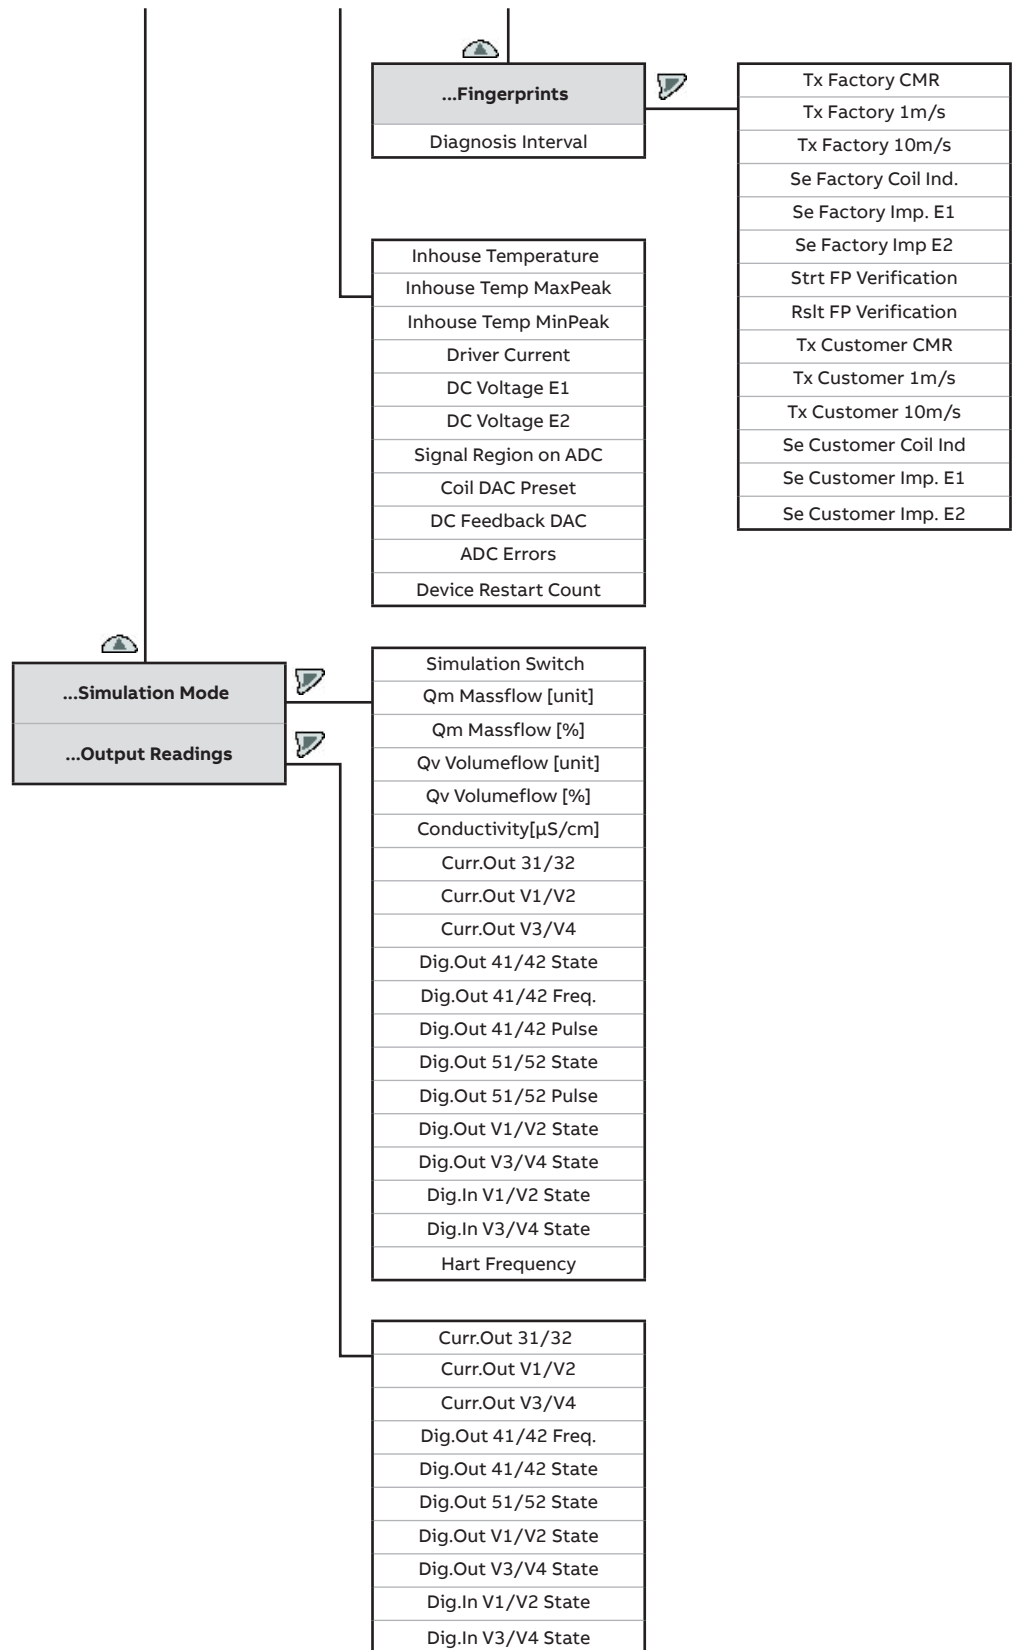 ...Fingerprints
Diagnosis Interval
Tx Factory CMR
Tx Factory 1m/s
Tx Factory 10m/s
Se Factory Coil Ind.
Se Factory Imp. E1
Se Factory Imp E2
Strt FP Verification
Rslt FP Verification
Tx Customer CMR
Tx Customer 1m/s
Tx Customer 10m/s
Se Customer Coil Ind
Se Customer Imp. E1
Se Customer Imp. E2
Inhouse Temperature
Inhouse Temp MaxPeak
Inhouse Temp MinPeak
Driver Current
DC Voltage E1
DC Voltage E2
Signal Region on ADC
Coil DAC Preset
DC Feedback DAC
ADC Errors
Device Restart Count
...Simulation Mode
...Output Readings
Simulation Switch
Qm Massflow [unit]
Qm Massflow [%]
Qv Volumeflow [unit]
Qv Volumeflow [%]
Conductivity[µS/cm]
Curr.Out 31/32
Curr.Out V1/V2
Curr.Out V3/V4
Dig.Out 41/42 State
Dig.Out 41/42 Freq.
Dig.Out 41/42 Pulse
Dig.Out 51/52 State
Dig.Out 51/52 Pulse
Dig.Out V1/V2 State
Dig.Out V3/V4 State
Dig.In V1/V2 State
Dig.In V3/V4 State
Hart Frequency
Curr.Out 31/32
Curr.Out V1/V2
Curr.Out V3/V4
Dig.Out 41/42 Freq.
Dig.Out 41/42 State
Dig.Out 51/52 State
Dig.Out V1/V2 State
Dig.Out V3/V4 State
Dig.In V1/V2 State
Dig.In V3/V4 State